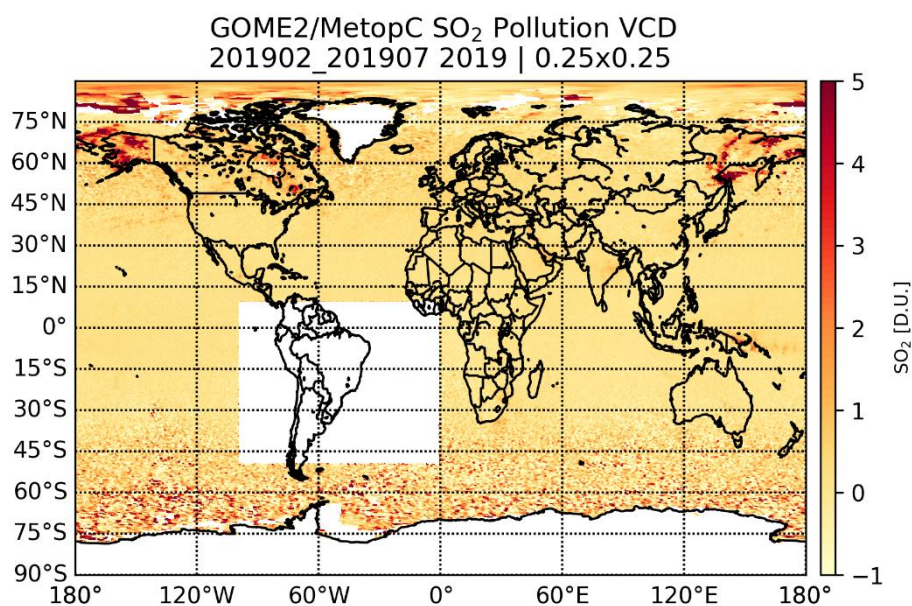 GOME2/MetopC SO₂ Pollution VCD
201902_201907 2019 | 0.25x0.25
75°N
60°N
45°N
30°N
15°N
0°
15°S
30°S
45°S
60°S
75°S
90°S
180°
120°W
60°W
0°
60°E
120°E
180°
5
4
3
2
1
0
−1
SO₂ [D.U.]